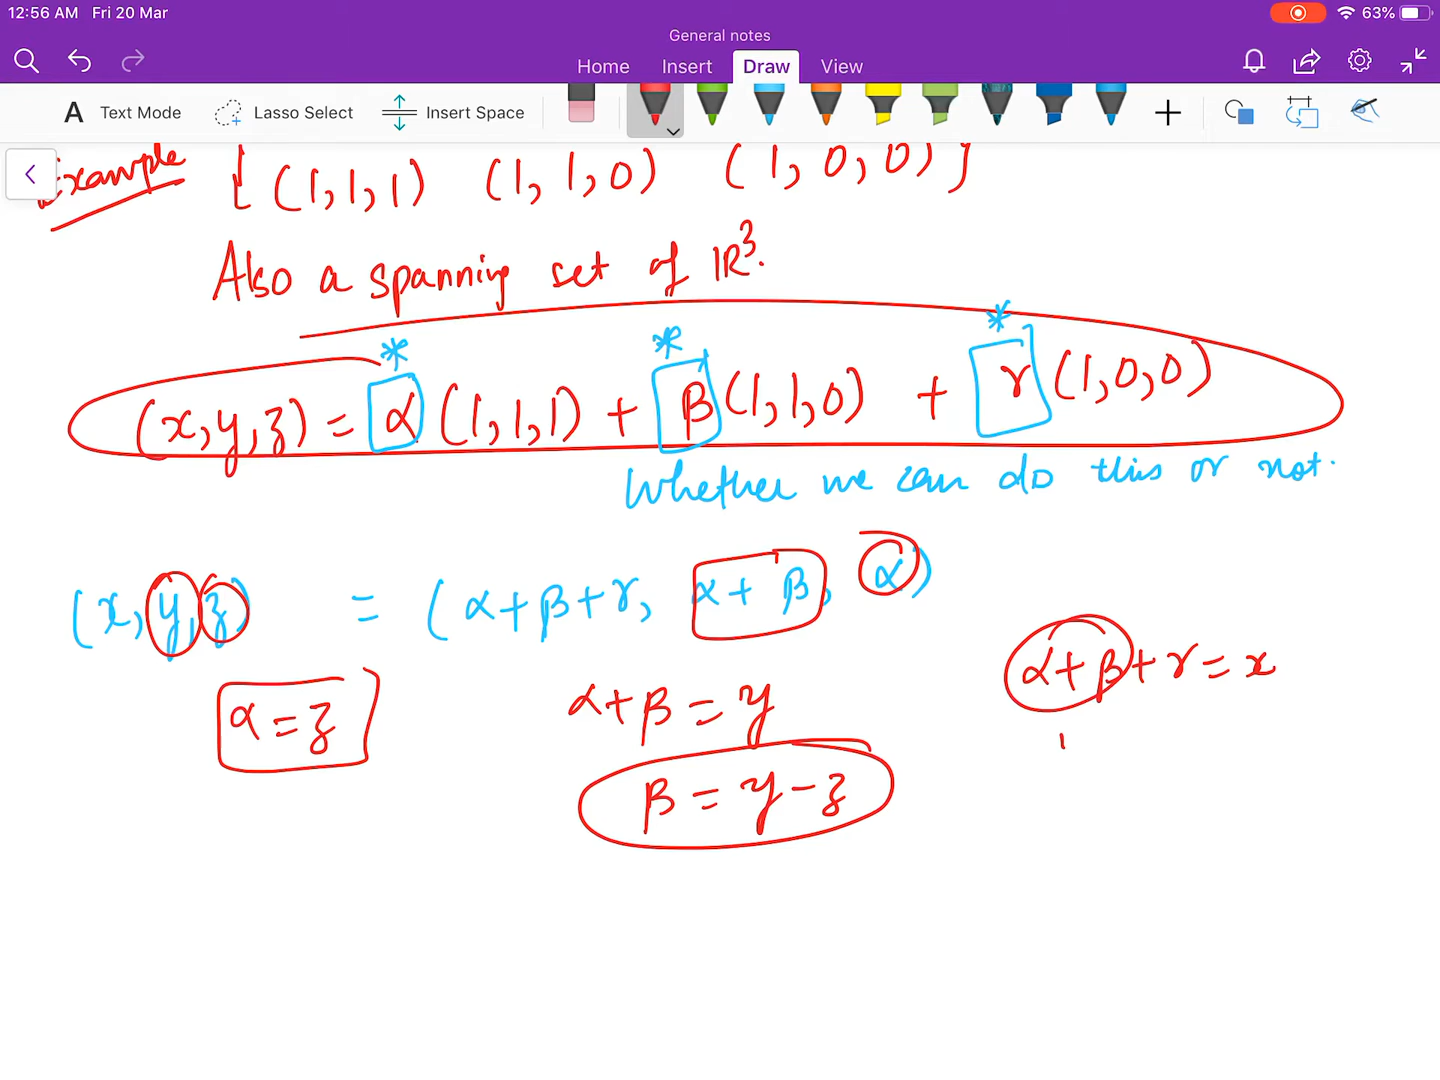 12:56 AM Fri 20 Mar 63%
General notes
Home Insert Draw View
A Text Mode Lasso Select Insert Space
Example { (1,1,1) (1,1,0) (1,0,0) }
Also a spanning set of ℝ³.
* * *
(x,y,z) = α(1,1,1) + β(1,1,0) + γ(1,0,0)
Whether we can do this or not.
(x,y,z) = (α+β+γ, α+β, α)
α+β+γ=x
α=z α+β=y
β=y-z